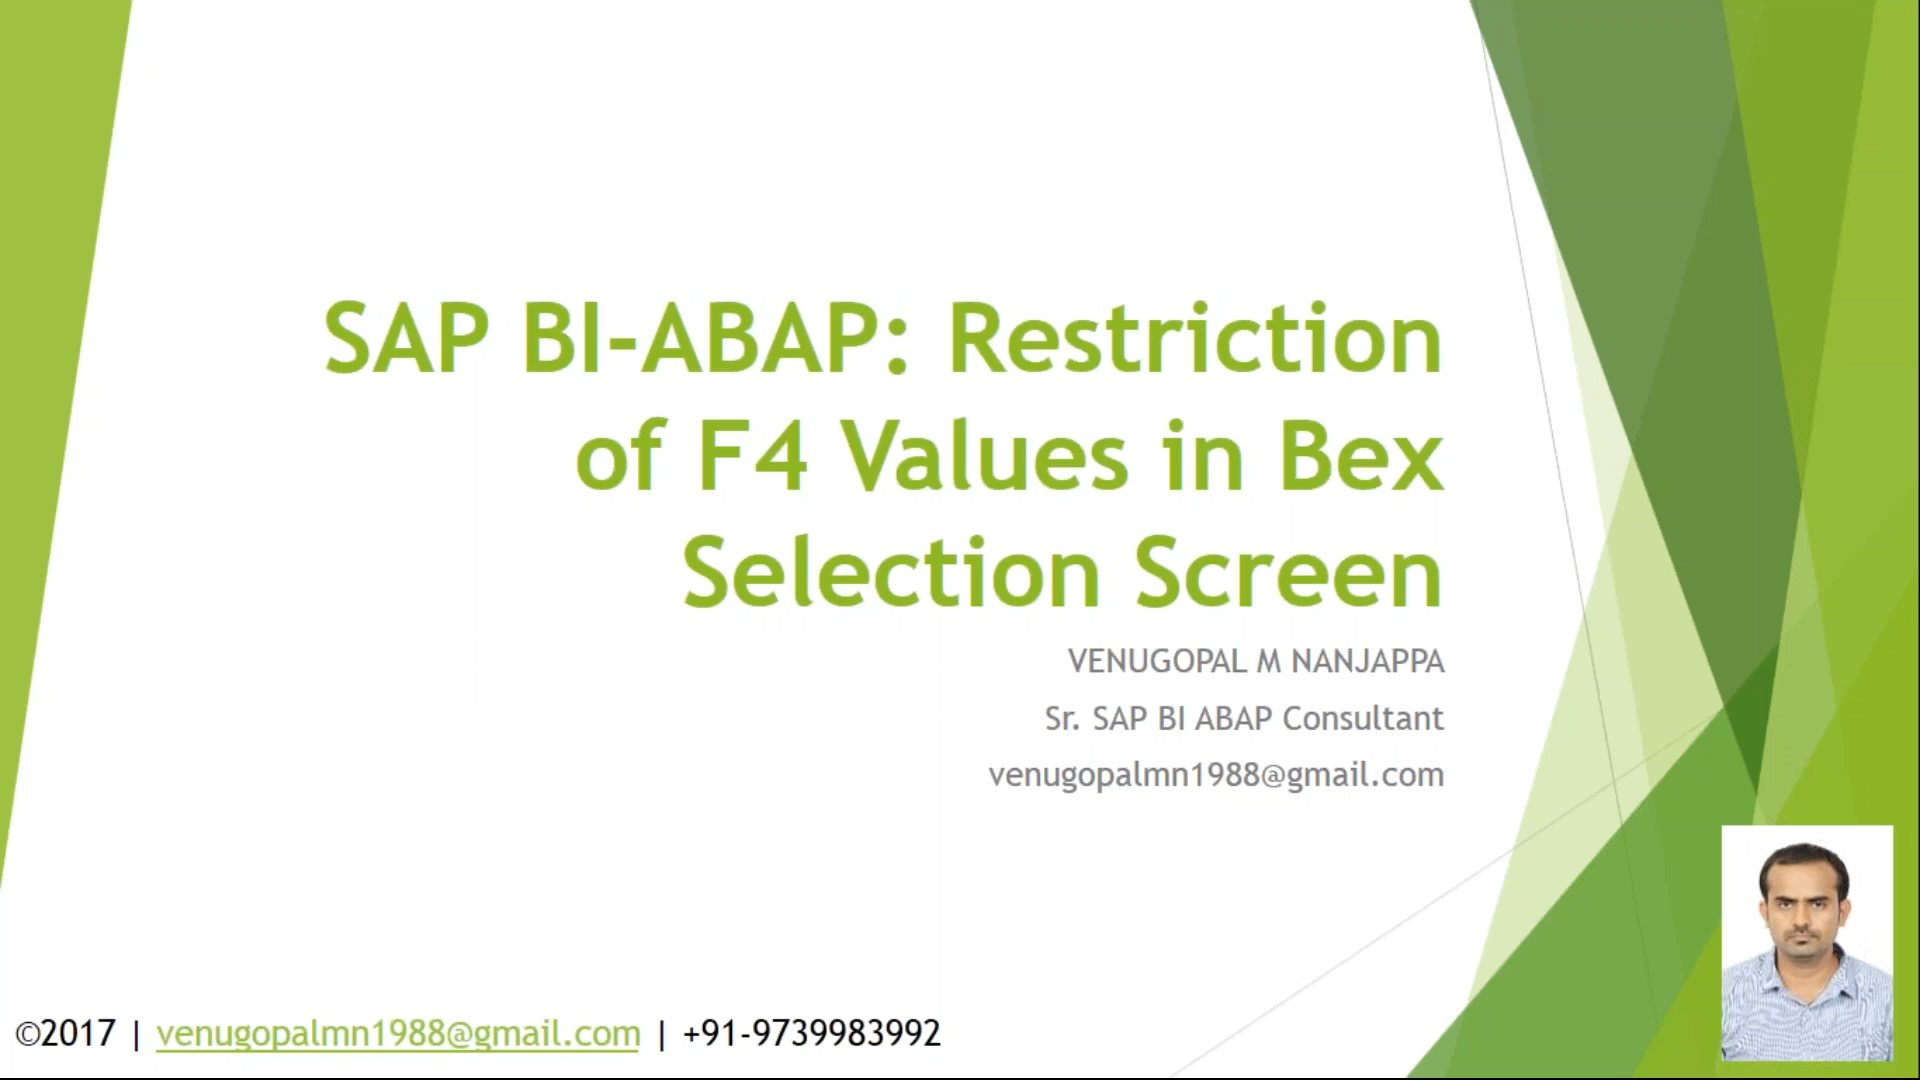 SAP BI-ABAP: Restriction
of F4 Values in Bex
Selection Screen
VENUGOPAL M NANJAPPA
Sr. SAP BI ABAP Consultant
venugopalmn1988@gmail.com
©2017 | venugopalmn1988@gmail.com | +91-9739983992